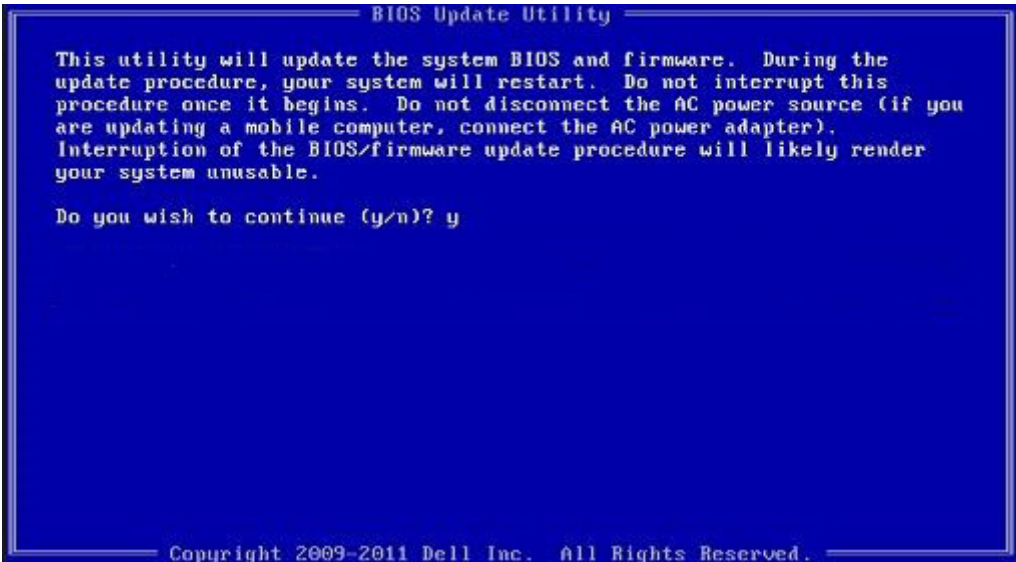 BIOS Update Utility
This utility will update the system BIOS and firmware. During the
update procedure, your system will restart. Do not interrupt this
procedure once it begins. Do not disconnect the AC power source (if you
are updating a mobile computer, connect the AC power adapter).
Interruption of the BIOS/firmware update procedure will likely render
your system unusable.
Do you wish to continue (y/n)? y
Copyright 2009-2011 Dell Inc. All Rights Reserved.